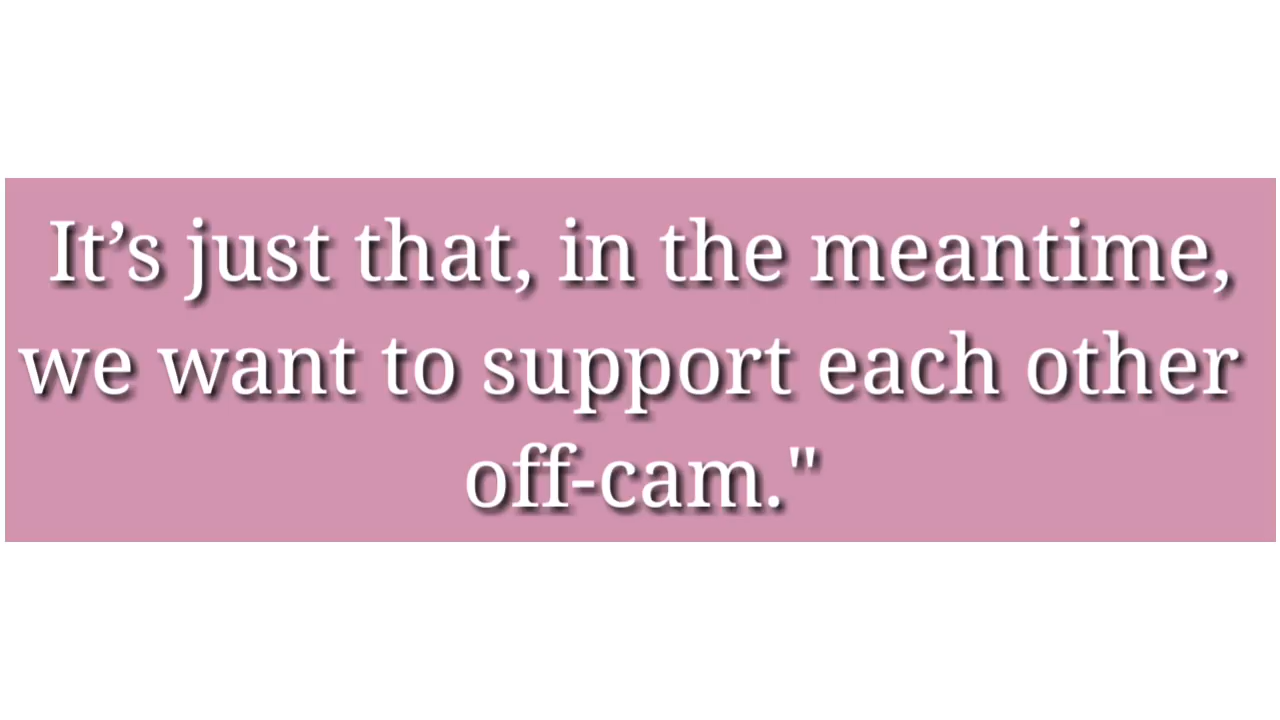 It’s just that, in the meantime,
we want to support each other
off-cam."